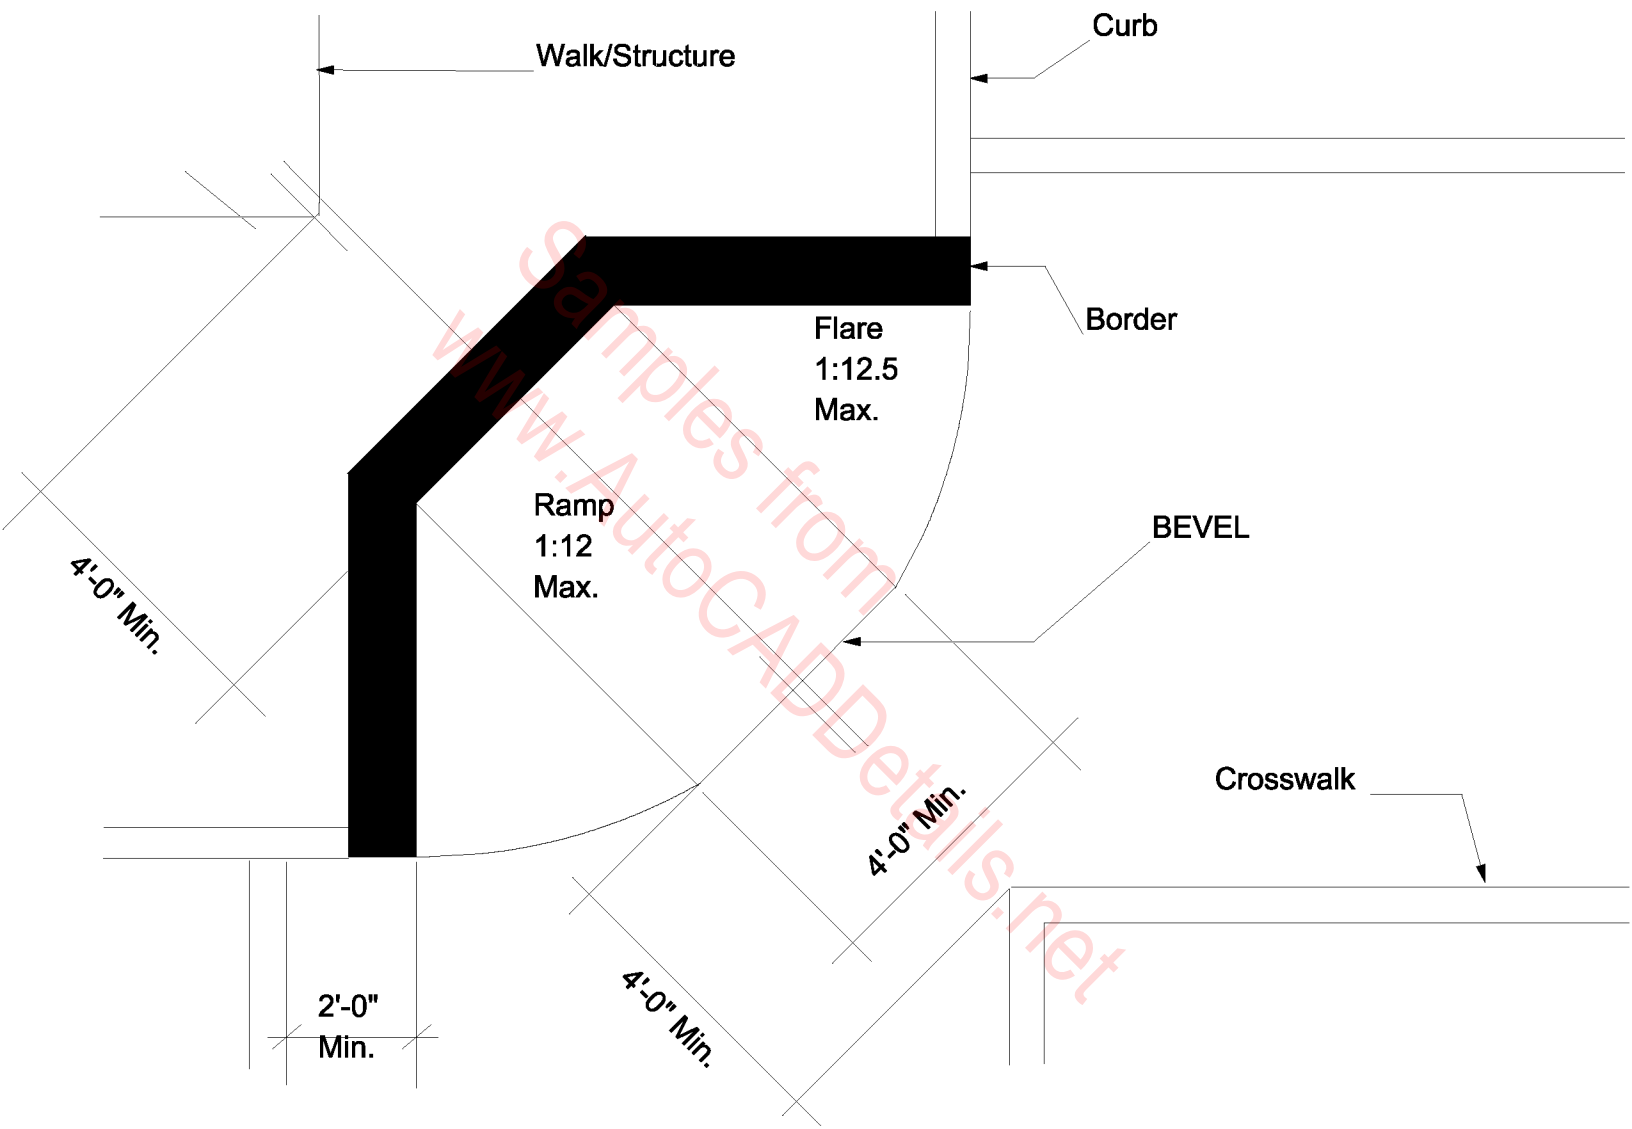 Curb
Walk/Structure
Border
Flare
1:12.5
Max.
Ramp
1:12
Max.
BEVEL
4'-0" Min.
Crosswalk
4'-0" Min.
4'-0" Min.
2'-0"
Min.
Samples from
www.AutoCADDetails.net